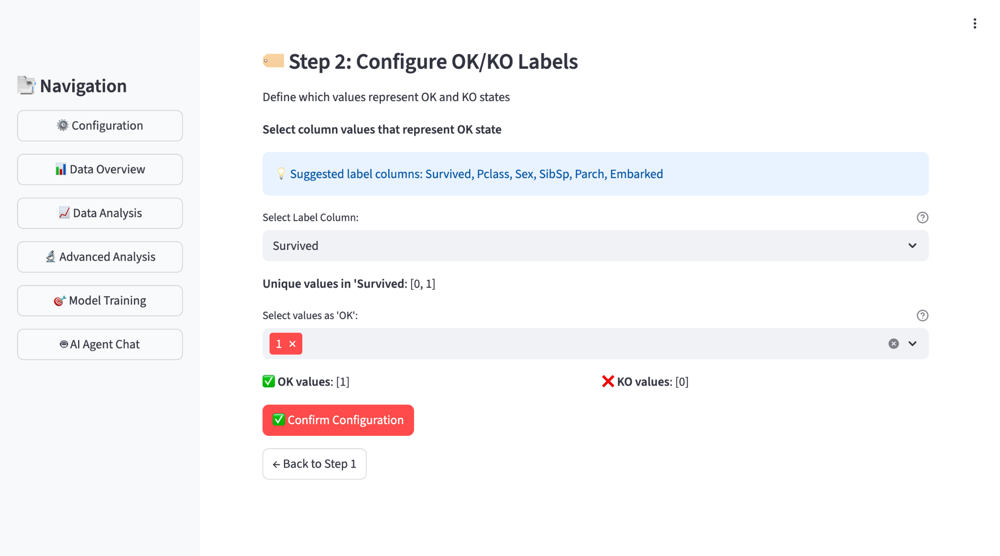 Navigation
Configuration
Data Overview
Data Analysis
Advanced Analysis
Model Training
AI Agent Chat
Step 2: Configure OK/KO Labels
Define which values represent OK and KO states
Select column values that represent OK state
Suggested label columns: Survived, Pclass, Sex, SibSp, Parch, Embarked
Select Label Column:
Survived
Unique values in 'Survived: [0, 1]
Select values as 'OK':
1
OK values: [1]
KO values: [0]
Confirm Configuration
← Back to Step 1